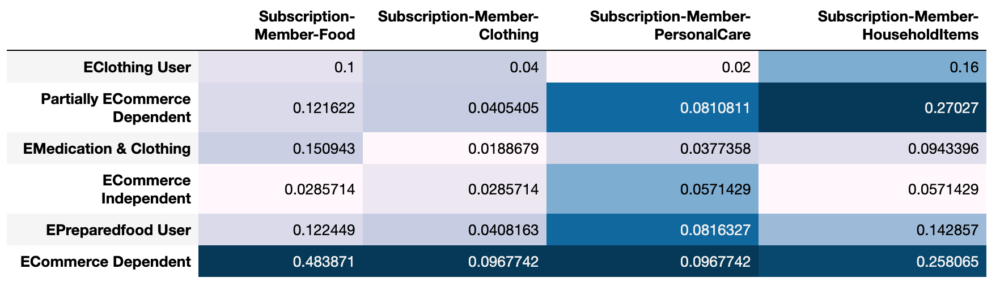 Subscription- Subscription-Member- Subscription-Member- Subscription-Member-
Member-Food Clothing PersonalCare HouseholdItems
EClothing User 0.1 0.04 0.02 0.16
Partially ECommerce
Dependent 0.121622 0.0405405 0.0810811 0.27027
EMedication & Clothing 0.150943 0.0188679 0.0377358 0.0943396
ECommerce
Independent 0.0285714 0.0285714 0.0571429 0.0571429
EPreparedfood User 0.122449 0.0408163 0.0816327 0.142857
ECommerce Dependent 0.483871 0.0967742 0.0967742 0.258065